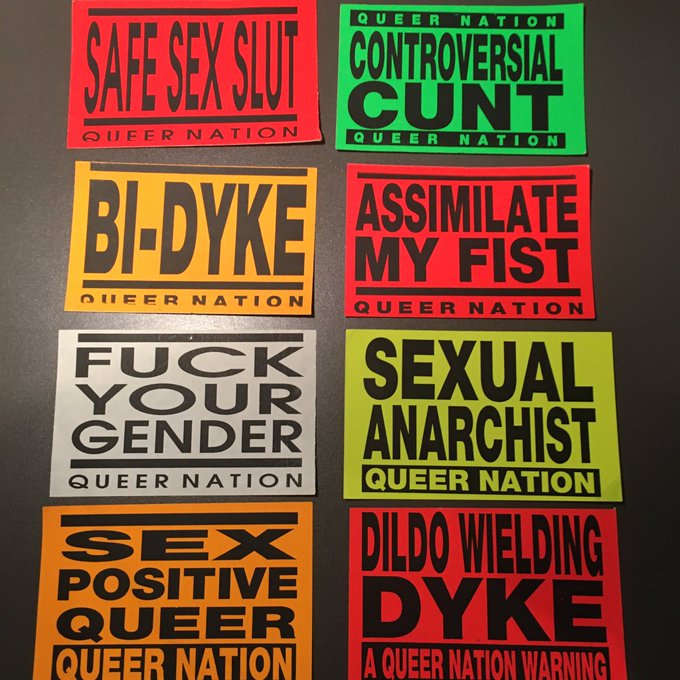 SAFE SEX SLUT
QUEER NATION
QUEER NATION
CONTROVERSIAL
CUNT
QUEER NATION
BI-DYKE
QUEER NATION
ASSIMILATE
MY FIST
QUEER NATION
FUCK
YOUR
GENDER
QUEER NATION
SEXUAL
ANARCHIST
QUEER NATION
SEX
POSITIVE
QUEER
QUEER NATION
DILDO WIELDING
DYKE
A QUEER NATION WARNING